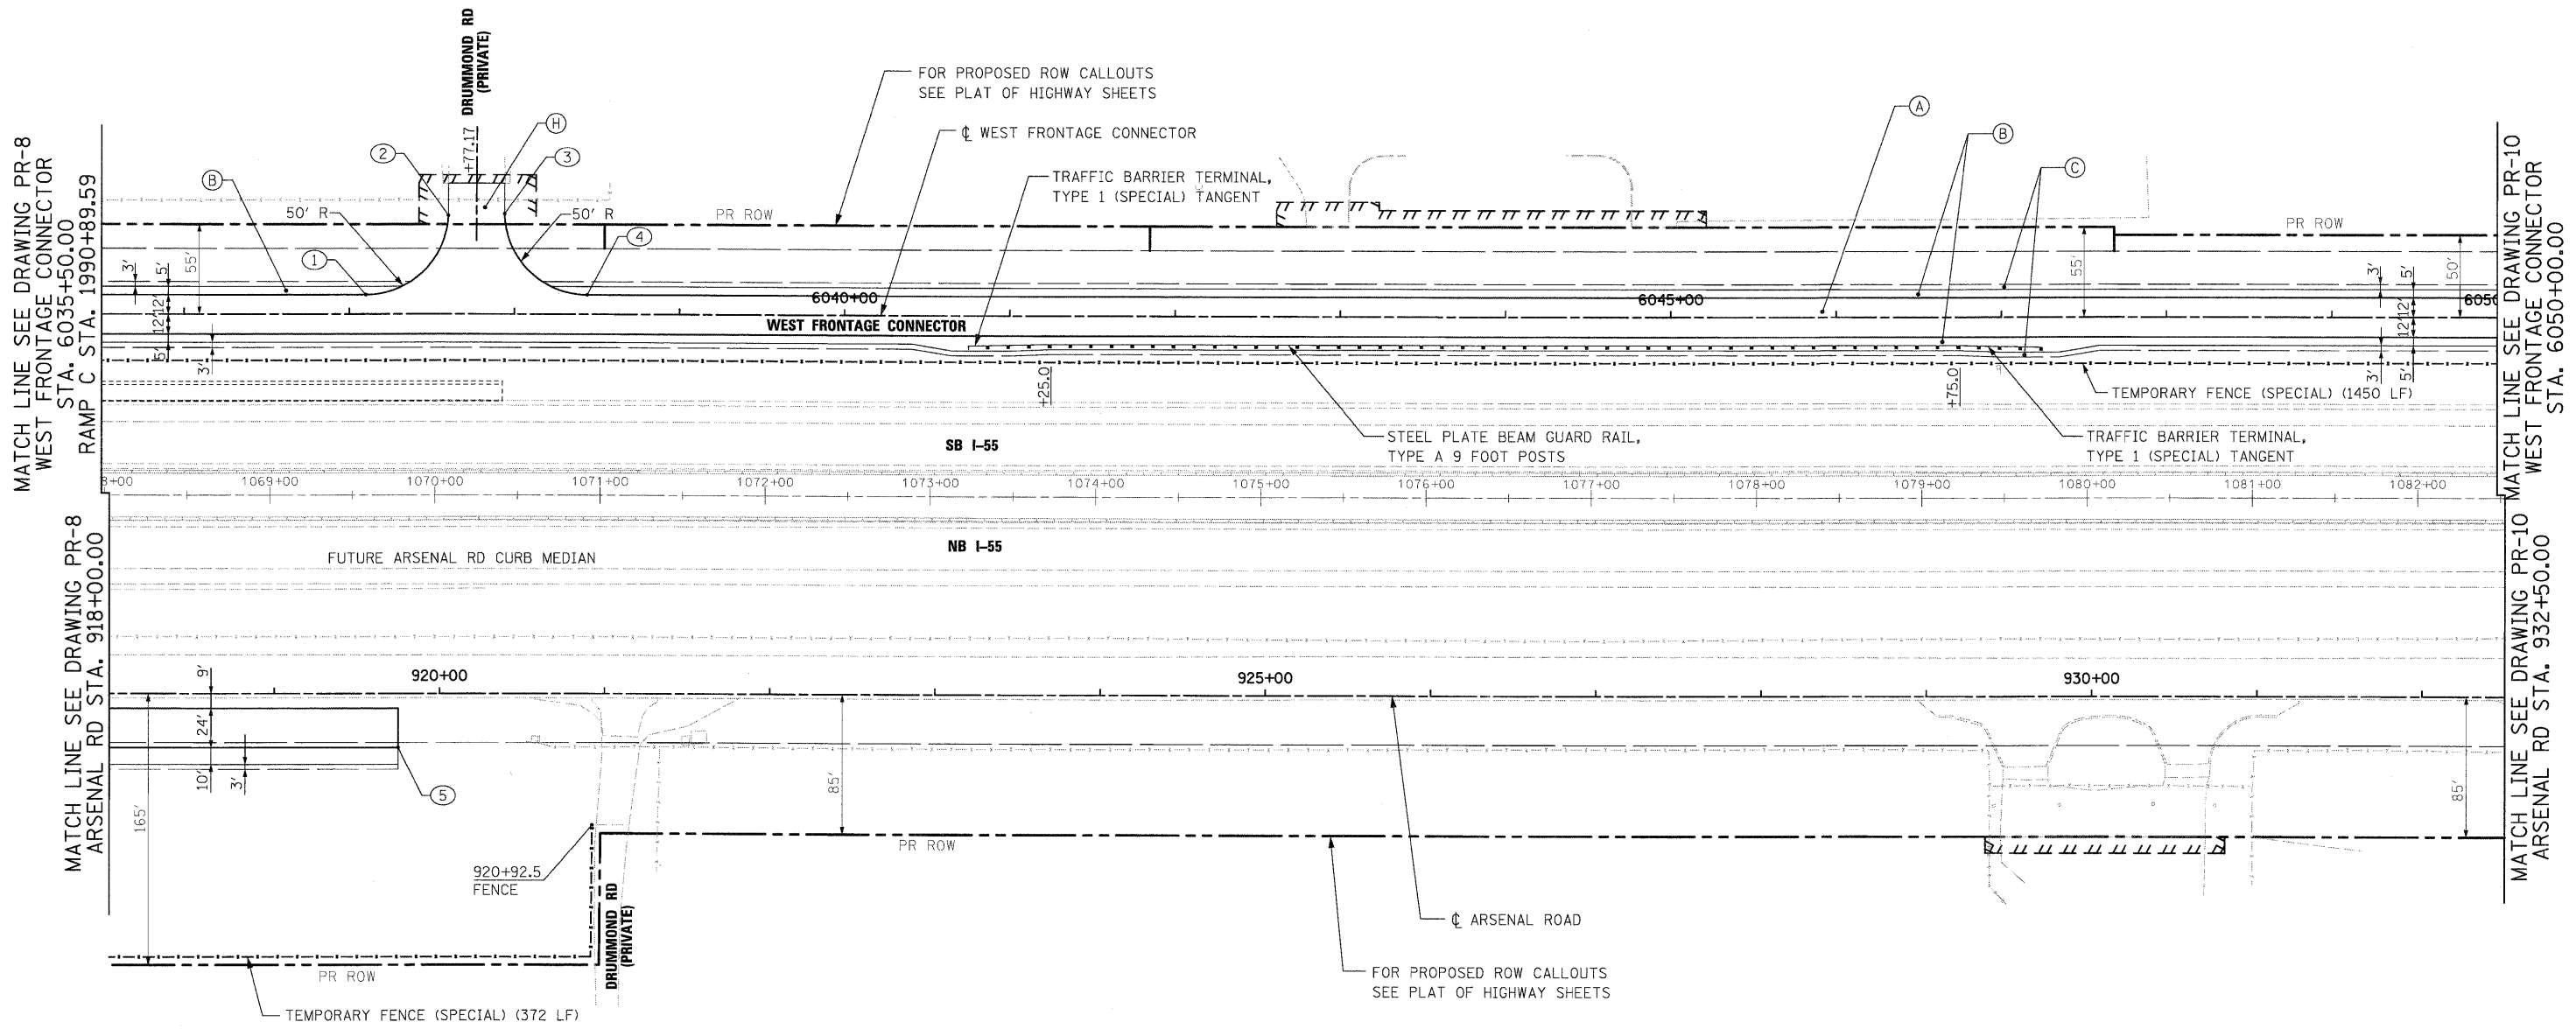 MATCH LINE SEE DRAWING PR-8
WEST FRONTAGE CONNECTOR
STA. 6035+50.00
RAMP C STA. 1990+89.59
DRUMMOND RD
(PRIVATE)
+77.17
H
2
3
B
50' R
50' R
1
4
3'
5'
55'
12'
12'
5'
3'
FOR PROPOSED ROW CALLOUTS
SEE PLAT OF HIGHWAY SHEETS
℄ WEST FRONTAGE CONNECTOR
TRAFFIC BARRIER TERMINAL,
TYPE 1 (SPECIAL) TANGENT
PR ROW
A
B
C
PR ROW
55'
3'
5'
50'
12'
12'
3'
5'
6040+00
6045+00
6050
WEST FRONTAGE CONNECTOR
+25.0
+75.0
TEMPORARY FENCE (SPECIAL) (1450 LF)
STEEL PLATE BEAM GUARD RAIL,
TYPE A 9 FOOT POSTS
TRAFFIC BARRIER TERMINAL,
TYPE 1 (SPECIAL) TANGENT
MATCH LINE SEE DRAWING PR-10
WEST FRONTAGE CONNECTOR
STA. 6050+00.00
SB I-55
8+00
1069+00
1070+00
1071+00
1072+00
1073+00
1074+00
1075+00
1076+00
1077+00
1078+00
1079+00
1080+00
1081+00
1082+00
NB I-55
FUTURE ARSENAL RD CURB MEDIAN
MATCH LINE SEE DRAWING PR-8
ARSENAL RD STA. 918+00.00
9'
24'
10'
3'
165'
920+00
925+00
930+00
5
85'
85'
920+92.5
FENCE
PR ROW
PR ROW
DRUMMOND RD
(PRIVATE)
℄ ARSENAL ROAD
FOR PROPOSED ROW CALLOUTS
SEE PLAT OF HIGHWAY SHEETS
TEMPORARY FENCE (SPECIAL) (372 LF)
MATCH LINE SEE DRAWING PR-10
ARSENAL RD STA. 932+50.00